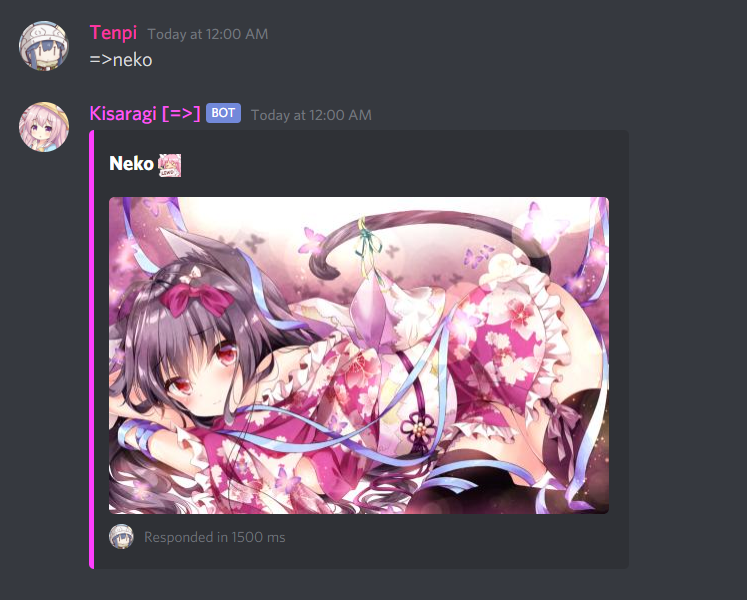 Tenpi Today at 12:00 AM
=>neko
Kisaragi [=>] BOT Today at 12:00 AM
Neko
LEWD
Responded in 1500 ms